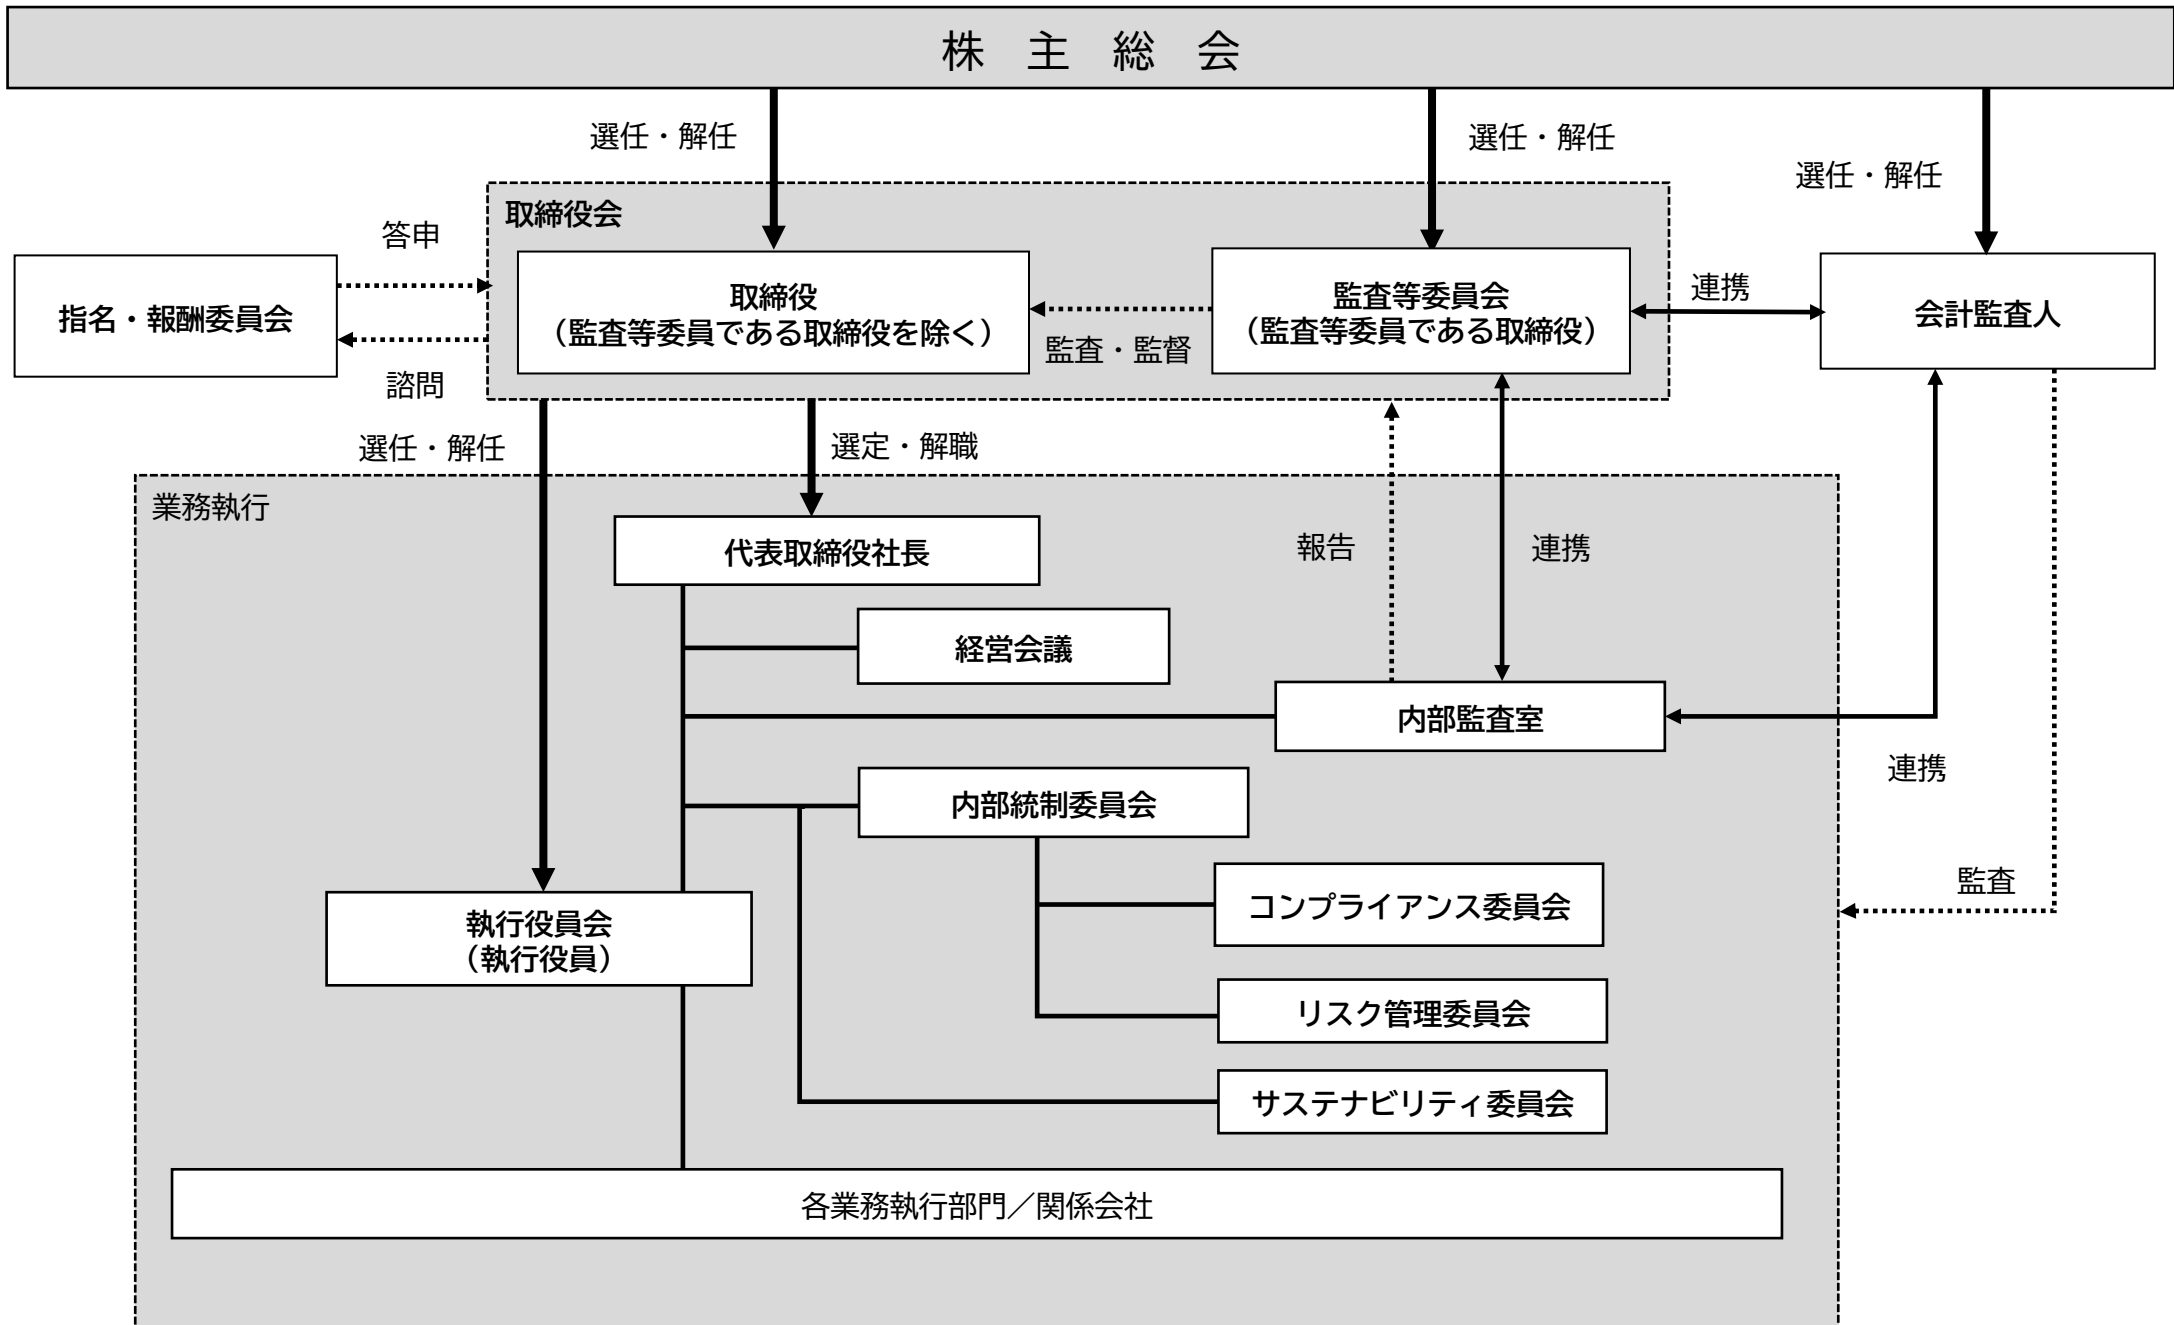 株主総会
選任・解任
選任・解任
選任・解任
取締役会
答申
指名・報酬委員会
諮問
取締役
（監査等委員である取締役を除く）
監査・監督
監査等委員会
（監査等委員である取締役）
連携
会計監査人
選任・解任
選定・解職
業務執行
代表取締役社長
報告
連携
経営会議
内部監査室
連携
内部統制委員会
コンプライアンス委員会
監査
執行役員会
（執行役員）
リスク管理委員会
サステナビリティ委員会
各業務執行部門／関係会社